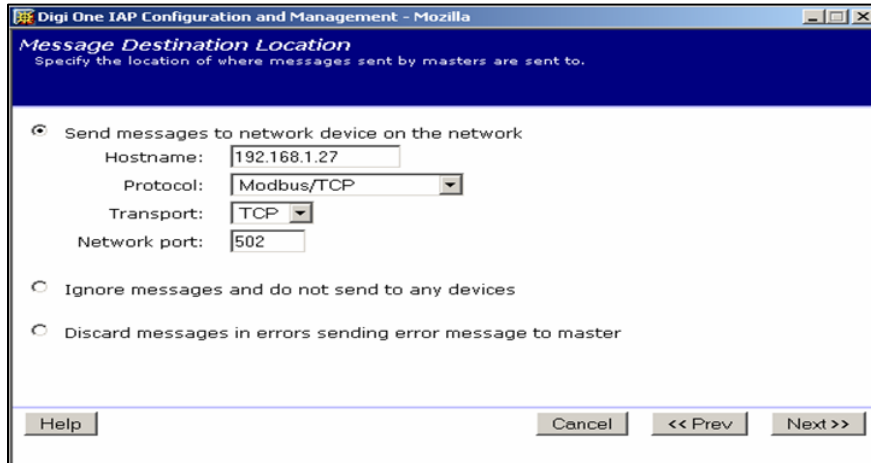 Digi One IAP Configuration and Management - Mozilla
Message Destination Location
Specify the location of where messages sent by masters are sent to.
Send messages to network device on the network
Hostname: 192.168.1.27
Protocol: Modbus/TCP
Transport: TCP
Network port: 502
Ignore messages and do not send to any devices
Discard messages in errors sending error message to master
Help Cancel << Prev Next >>